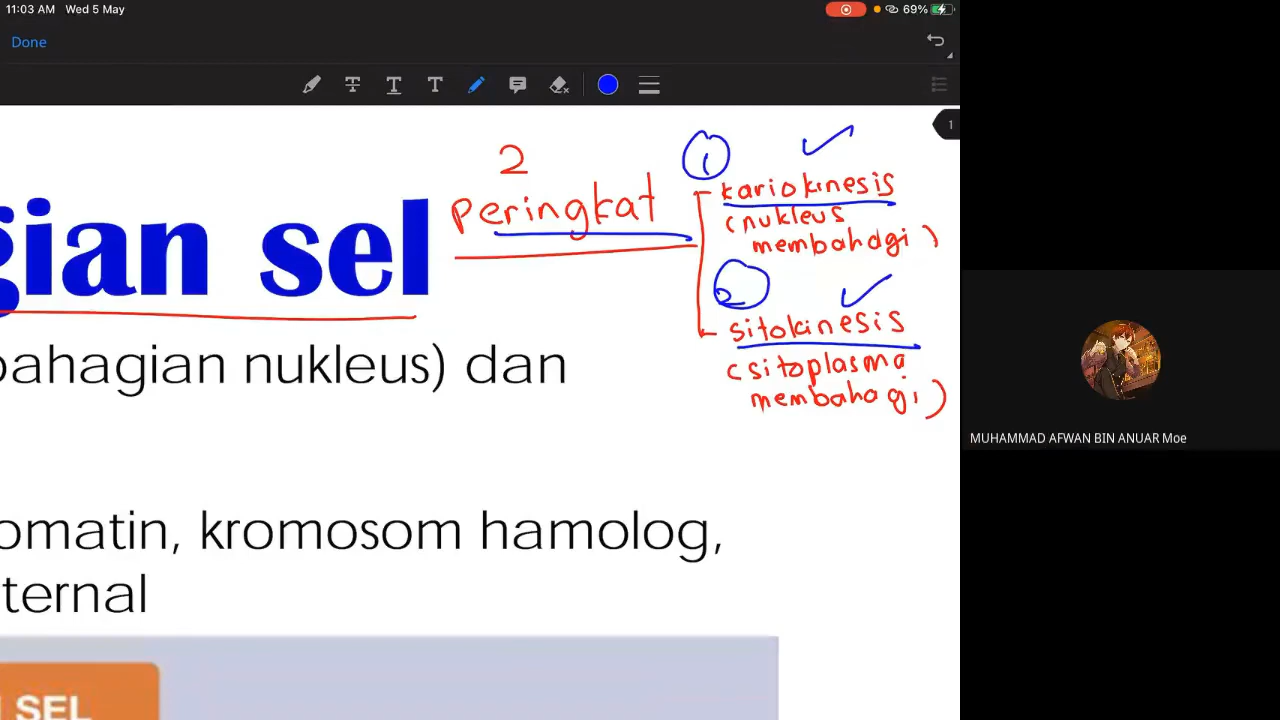 11:03 AM Wed 5 May
69%
Done
T T T
1
2
peringkat
1
kariokinesis
(nukleus
membahagi)
2
sitokinesis
(sitoplasma
membahagi)
gian sel
bahagian nukleus) dan
omatin, kromosom hamolog,
ternal
SEL
MUHAMMAD AFWAN BIN ANUAR Moe